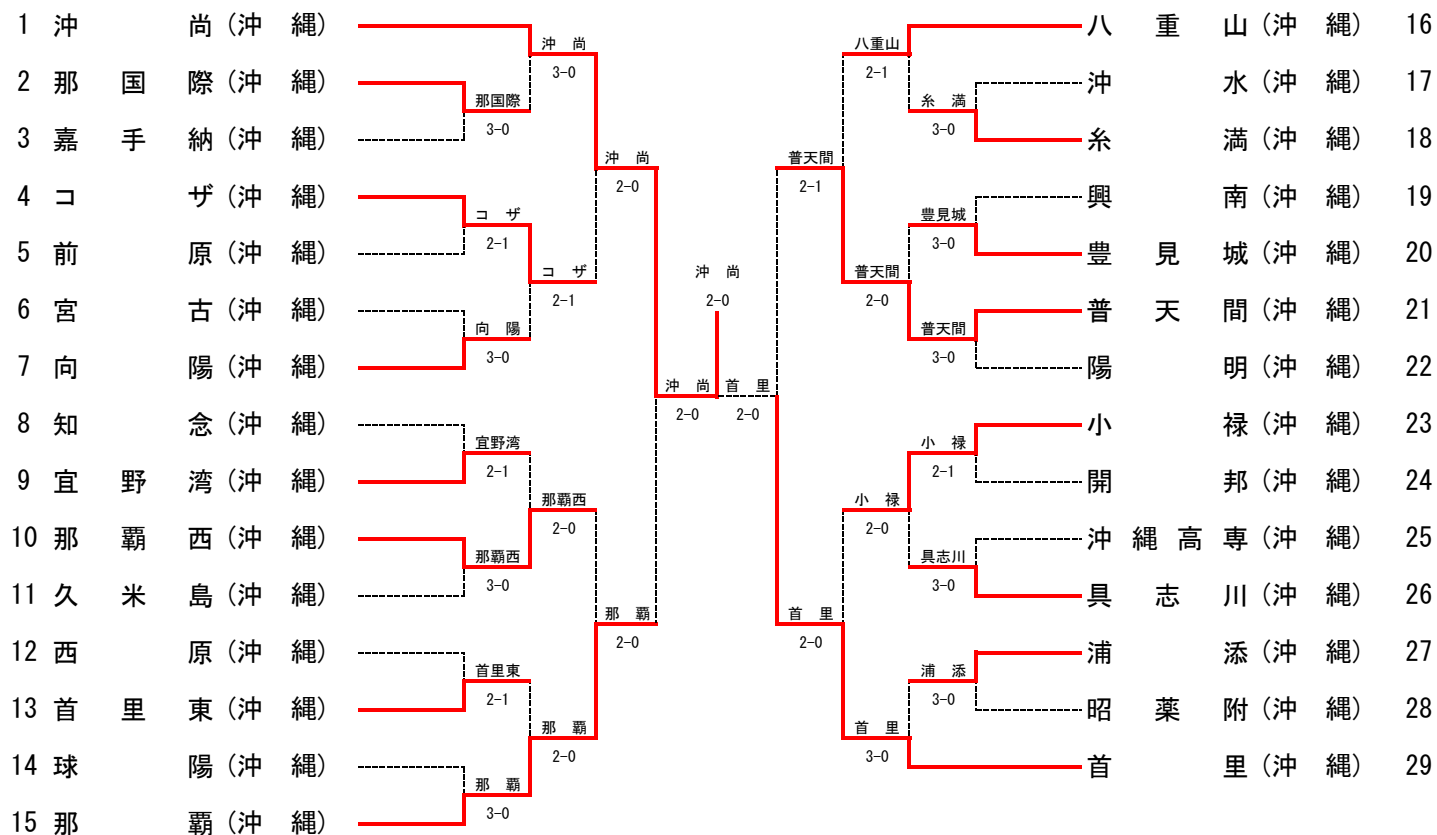 1 沖 尚 (沖 縄)
2 那 国 際 (沖 縄)
3 嘉 手 納 (沖 縄)
4 コ ザ (沖 縄)
5 前 原 (沖 縄)
6 宮 古 (沖 縄)
7 向 陽 (沖 縄)
8 知 念 (沖 縄)
9 宜 野 湾 (沖 縄)
10 那 覇 西 (沖 縄)
11 久 米 島 (沖 縄)
12 西 原 (沖 縄)
13 首 里 東 (沖 縄)
14 球 陽 (沖 縄)
15 那 覇 (沖 縄)
那国際
3-0
コ ザ
2-1
向 陽
3-0
宜野湾
2-1
那覇西
3-0
首里東
2-1
那 覇
3-0
沖 尚
3-0
コ ザ
2-1
那覇西
2-0
那 覇
2-0
沖 尚
2-0
那 覇
2-0
沖 尚
2-0
沖 尚
2-0
首 里
2-0
普天間
2-1
首 里
2-0
八重山
2-1
普天間
2-0
小 禄
2-0
首 里
3-0
糸 満
3-0
豊見城
3-0
普天間
3-0
小 禄
2-1
具志川
3-0
浦 添
3-0
八 重 山 (沖 縄) 16
沖 水 (沖 縄) 17
糸 満 (沖 縄) 18
興 南 (沖 縄) 19
豊 見 城 (沖 縄) 20
普 天 間 (沖 縄) 21
陽 明 (沖 縄) 22
小 禄 (沖 縄) 23
開 邦 (沖 縄) 24
沖 縄 高 専 (沖 縄) 25
具 志 川 (沖 縄) 26
浦 添 (沖 縄) 27
昭 薬 附 (沖 縄) 28
首 里 (沖 縄) 29